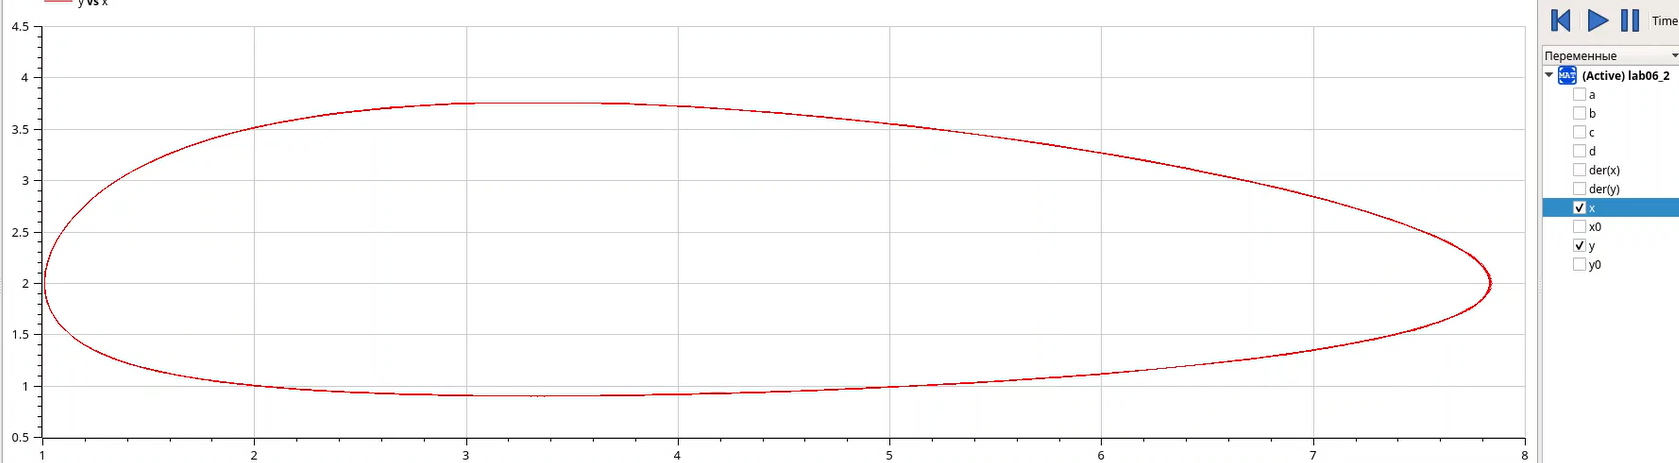 y vs x
4.5
4
3.5
3
2.5
2
1.5
1
0.5
1 2 3 4 5 6 7 8
Time
Переменные
MAT (Active) lab06_2
a
b
c
d
der(x)
der(y)
x
x0
y
y0